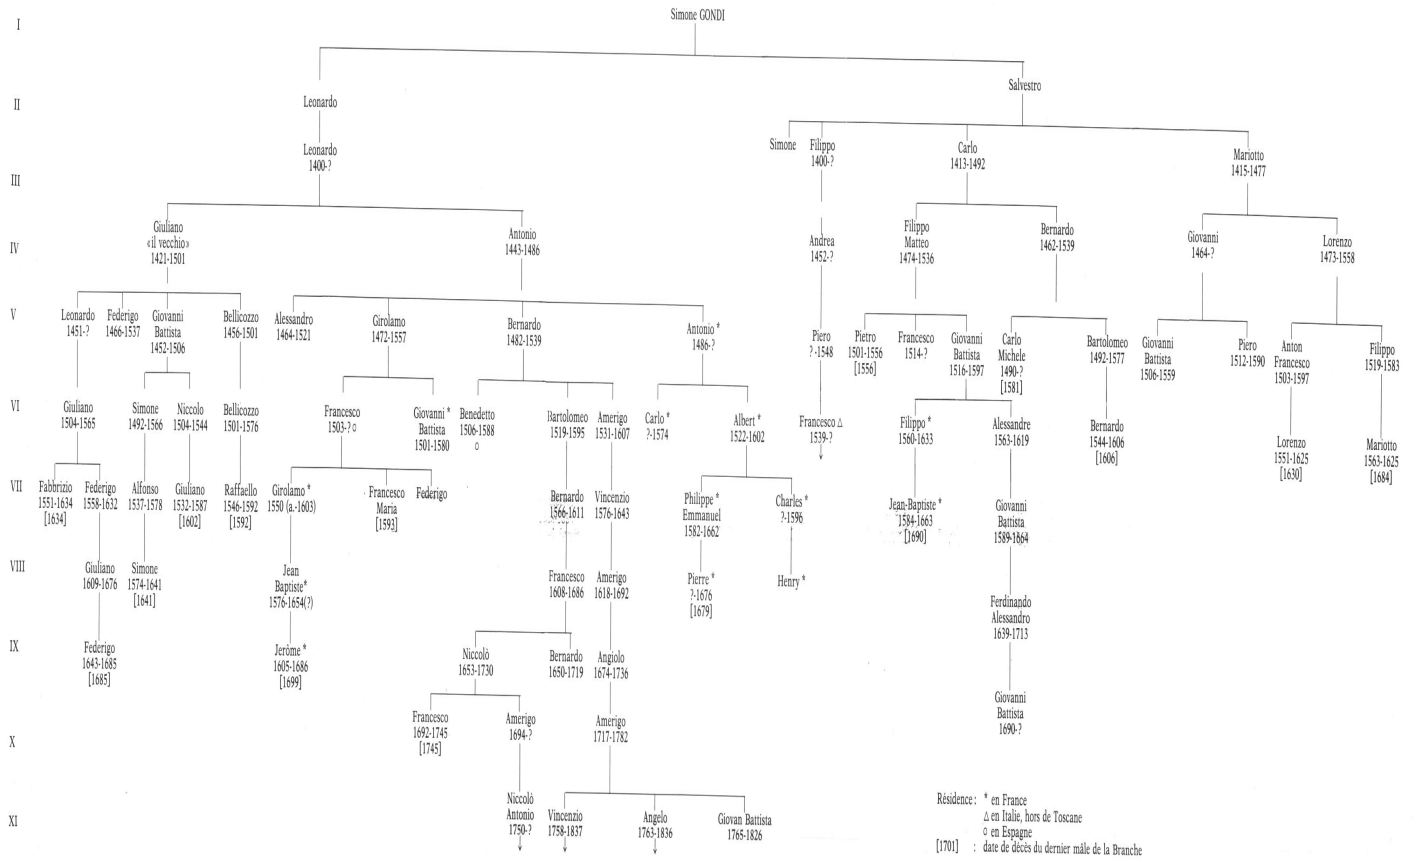 I
Simone GONDI
II
Leonardo
Salvestro
Leonardo
1400-?
Simone
Filippo
1400-?
Carlo
1413-1492
Mariotto
1415-1477
III
Giuliano
«il vecchio»
1421-1501
Antonio
1443-1486
Andrea
1452-?
Filippo
Matteo
1474-1536
Bernardo
1462-1539
Giovanni
1464-?
Lorenzo
1473-1558
IV
V
Leonardo
1451-?
Federigo
1466-1537
Giovanni
Battista
1452-1506
Bellicozzo
1456-1501
Alessandro
1464-1521
Girolamo
1472-1557
Bernardo
1482-1539
Antonio *
1486-?
Piero
?-1548
Pietro
1501-1556
[1556]
Francesco
1514-?
Giovanni
Battista
1516-1597
Carlo
Michele
1490-?
[1581]
Bartolomeo
1492-1577
Giovanni
Battista
1506-1559
Piero
1512-1590
Anton
Francesco
1503-1597
Filippo
1519-1583
VI
Giuliano
1504-1565
Simone
1492-1566
Niccolo
1504-1544
Bellicozzo
1501-1576
Francesco
1503-? o
Giovanni *
Battista
1501-1580
Benedetto
1506-1588
o
Bartolomeo
1519-1595
Amerigo
1531-1607
Carlo *
?-1574
Albert *
1522-1602
Francesco Δ
1539-?
Filippo *
1560-1633
Alessandre
1563-1619
Bernardo
1544-1606
[1606]
Lorenzo
1551-1625
[1630]
Mariotto
1563-1625
[1684]
VII
Fabbrizio
1551-1634
[1634]
Federigo
1558-1632
Alfonso
1537-1578
Giuliano
1532-1587
[1602]
Raffaello
1546-1592
[1592]
Girolamo *
1550 (a.-1603)
Francesco
Maria
[1593]
Federigo
Bernardo
1566-1611
Vincenzio
1576-1643
Philippe *
Emmanuel
1582-1662
Charles *
?-1596
Jean-Baptiste *
1584-1663
[1690]
Giovanni
Battista
1589-1664
VIII
Giuliano
1609-1676
Simone
1574-1641
[1641]
Jean
Baptiste *
1576-1654(?)
Francesco
1608-1686
Amerigo
1618-1692
Pierre *
?-1676
[1679]
Henry *
Ferdinando
Alessandro
1639-1713
IX
Federigo
1643-1685
[1685]
Jerôme *
1605-1686
[1699]
Niccolò
1653-1730
Bernardo
1650-1719
Angiolo
1674-1736
Giovanni
Battista
1690-?
X
Francesco
1692-1745
[1745]
Amerigo
1694-?
Amerigo
1717-1782
XI
Niccolò
Antonio
1750-?
Vincenzio
1758-1837
Angelo
1763-1836
Giovan Battista
1765-1826
Résidence : * en France
Δ en Italie, hors de Toscane
o en Espagne
[1701] : date de décès du dernier mâle de la Branche